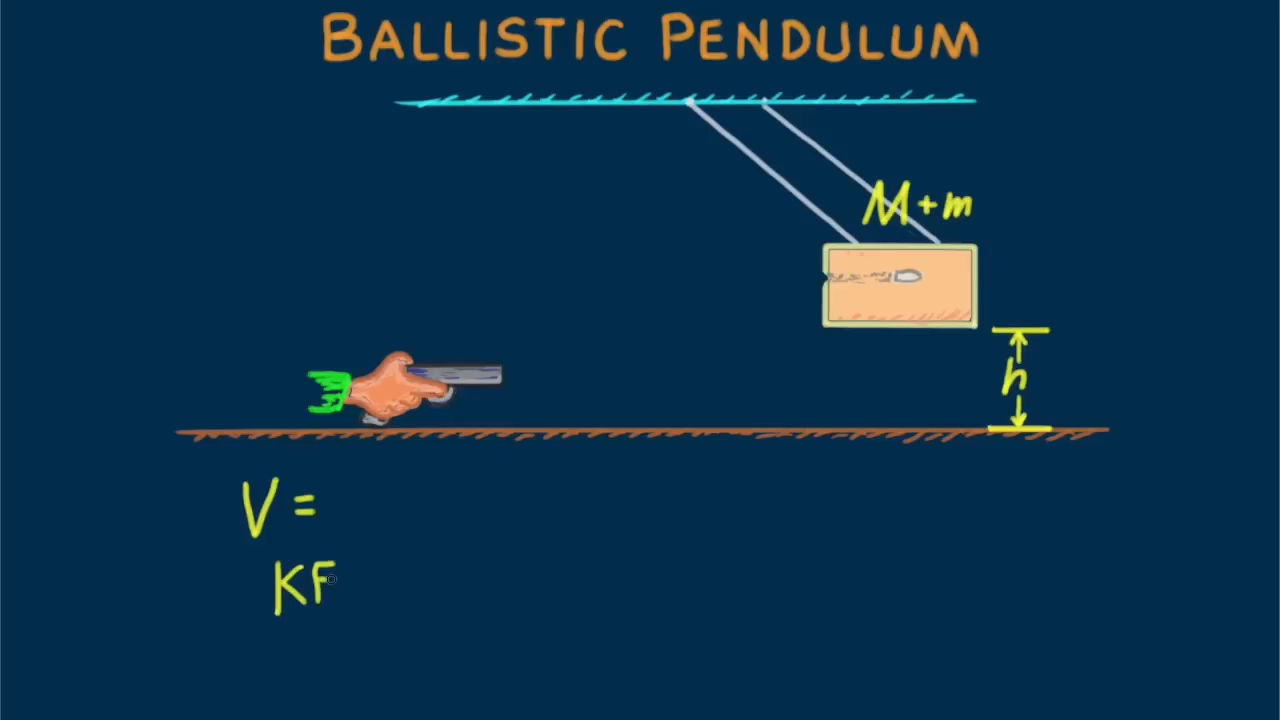 BALLISTIC PENDULUM
M+m
h
V =
KF